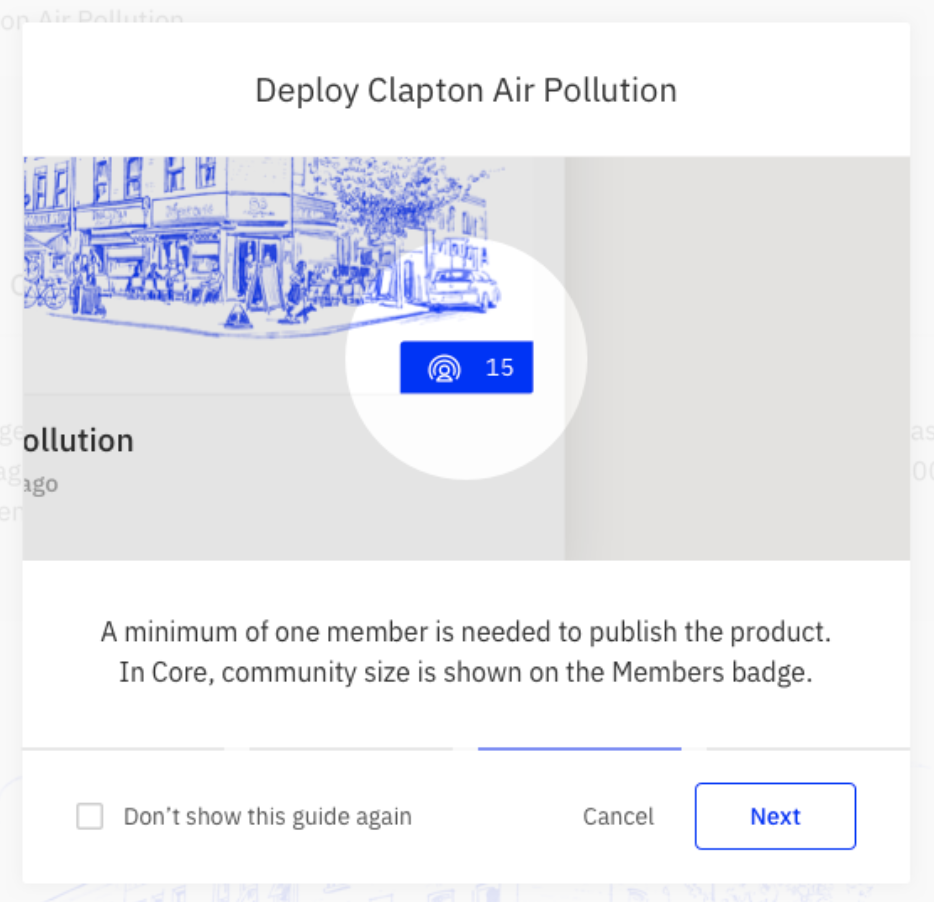 on Air Pollution
Deploy Clapton Air Pollution
15
ollution
ago
A minimum of one member is needed to publish the product.
In Core, community size is shown on the Members badge.
Don’t show this guide again
Cancel
Next